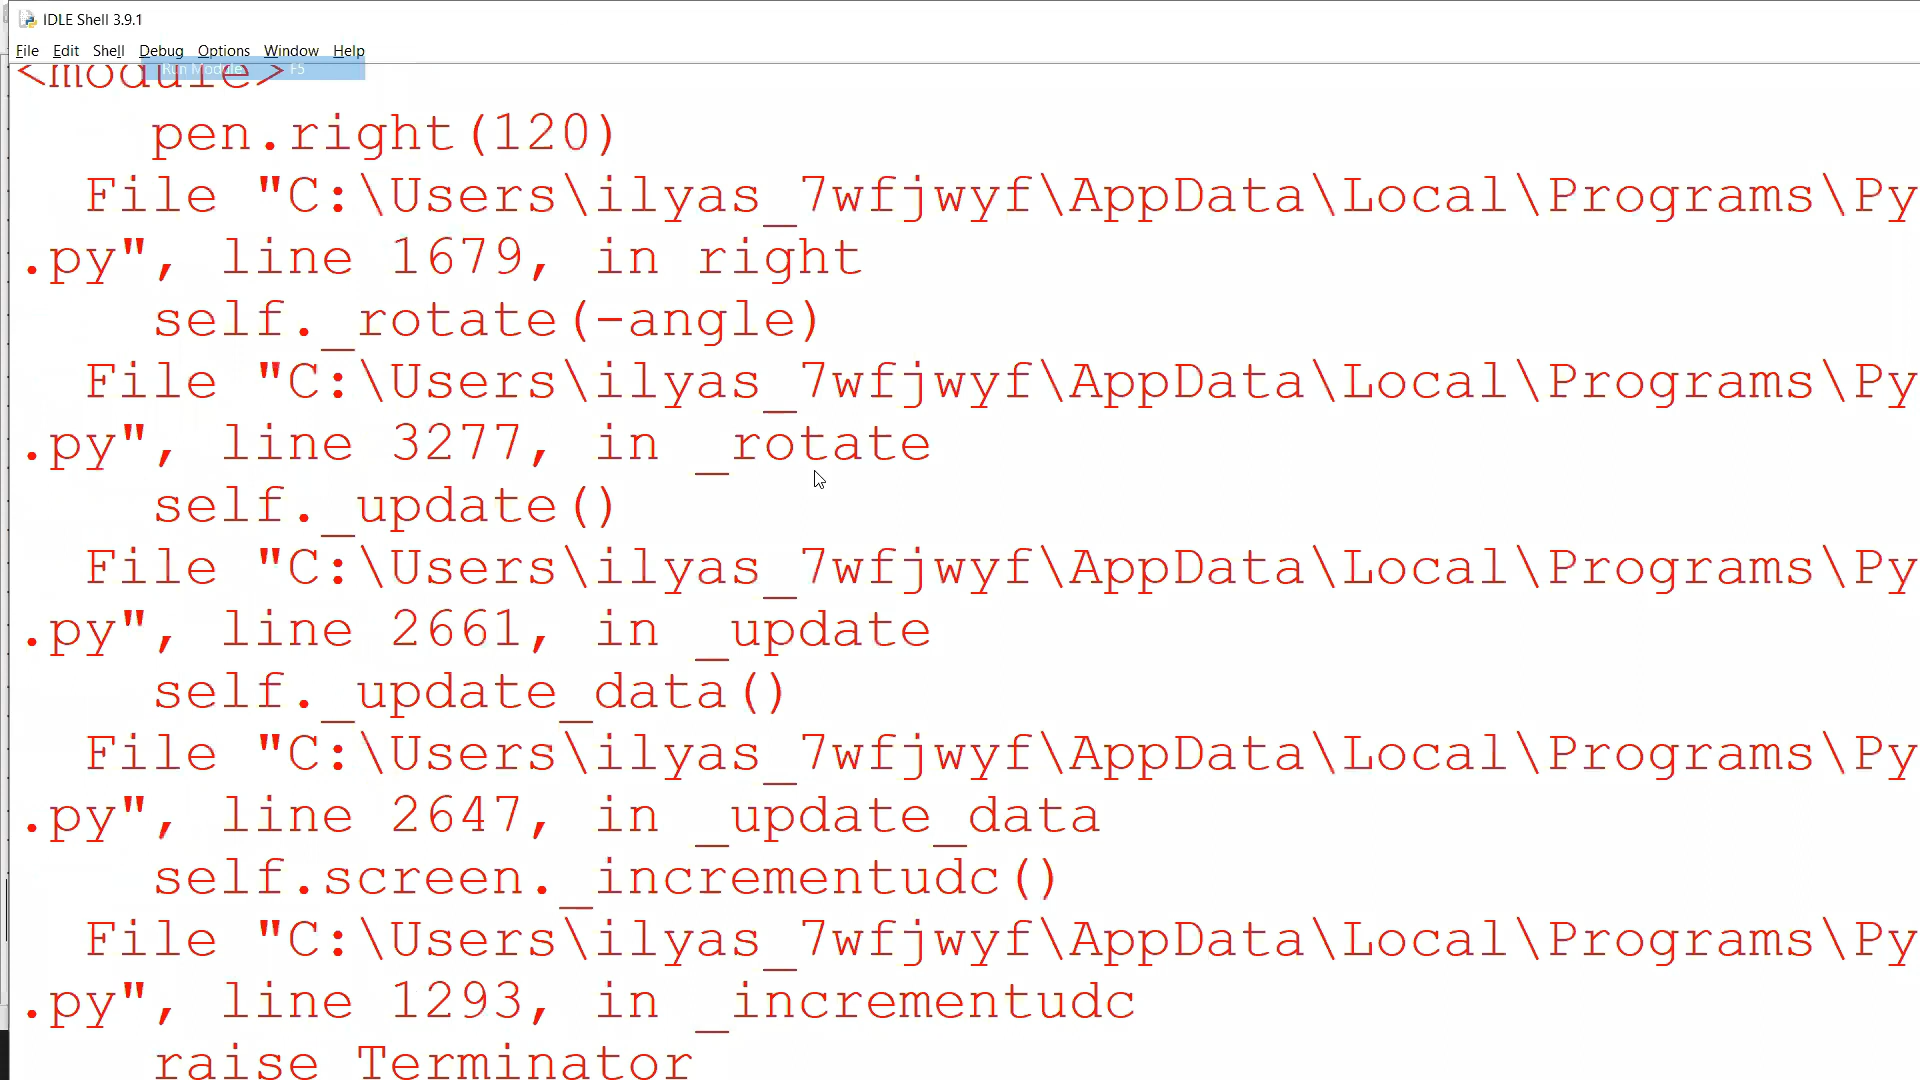 IDLE Shell 3.9.1
File Edit Shell Debug Options Window Help
Run Module F5
<module>
pen.right(120)
File "C:\Users\ilyas_7wfjwyf\AppData\Local\Programs\Py
.py", line 1679, in right
self._rotate(-angle)
File "C:\Users\ilyas_7wfjwyf\AppData\Local\Programs\Py
.py", line 3277, in _rotate
self._update()
File "C:\Users\ilyas_7wfjwyf\AppData\Local\Programs\Py
.py", line 2661, in _update
self._update_data()
File "C:\Users\ilyas_7wfjwyf\AppData\Local\Programs\Py
.py", line 2647, in _update_data
self.screen._incrementudc()
File "C:\Users\ilyas_7wfjwyf\AppData\Local\Programs\Py
.py", line 1293, in _incrementudc
raise Terminator